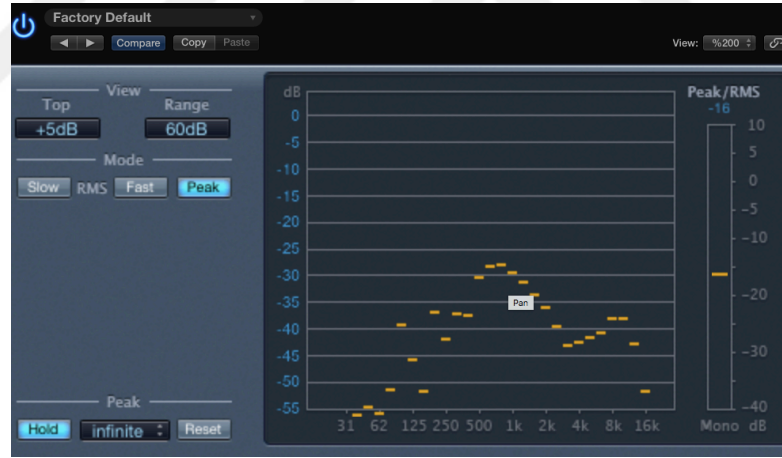 Factory Default
Compare Copy Paste
View: %200
View
Top Range
+5dB 60dB
Mode
Slow RMS Fast Peak
Peak
Hold infinite Reset
dB
0
-5
-10
-15
-20
-25
-30
-35
-40
-45
-50
-55
Pan
31 62 125 250 500 1k 2k 4k 8k 16k
Peak/RMS
-16
10
5
0
-5
-10
-20
-30
-40
Mono dB